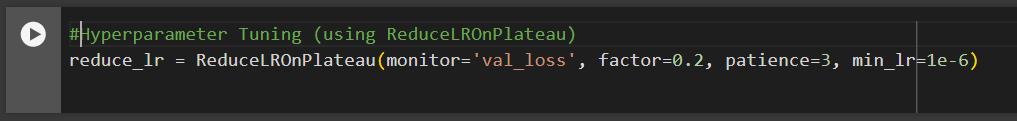 #Hyperparameter Tuning (using ReduceLROnPlateau)
reduce_lr = ReduceLROnPlateau(monitor='val_loss', factor=0.2, patience=3, min_lr=1e-6)